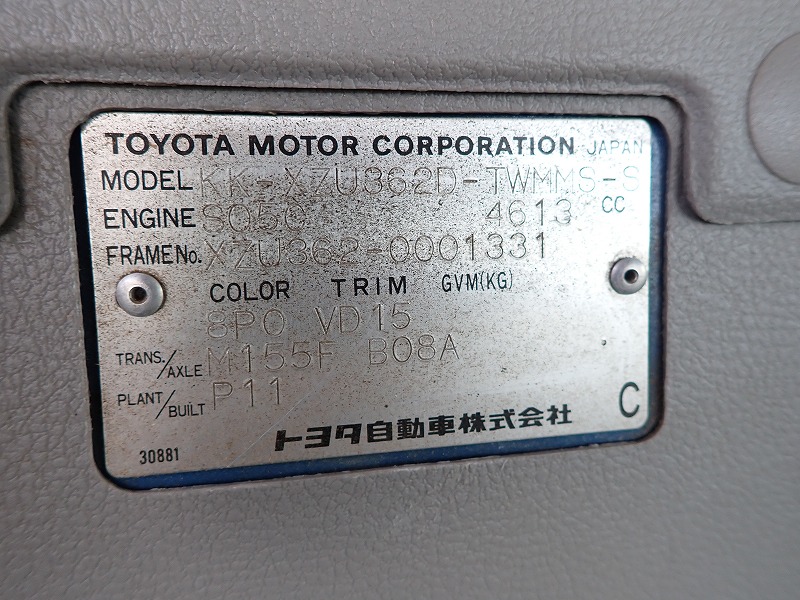 TOYOTA MOTOR CORPORATION JAPAN
MODEL KK-XZU362D-TWMMS-S
ENGINE S05C 4613 CC
FRAME No. XZU362-0001331
COLOR TRIM GVM(KG)
8P0 VD15
TRANS./AXLE M155F B08A
PLANT/BUILT P11
トヨタ自動車株式会社 C
30881